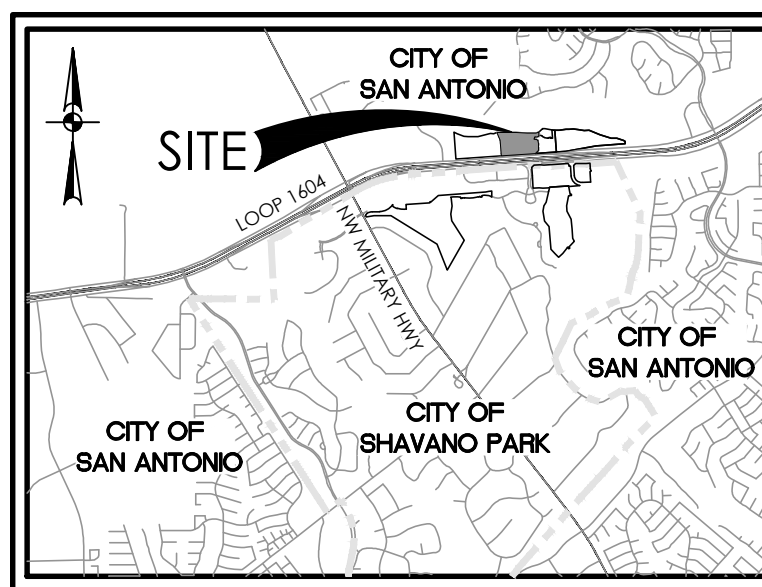 CITY OF
SAN ANTONIO
SITE
LOOP 1604
NW MILITARY HWY
CITY OF
SAN ANTONIO
CITY OF
SHAVANO PARK
CITY OF
SAN ANTONIO